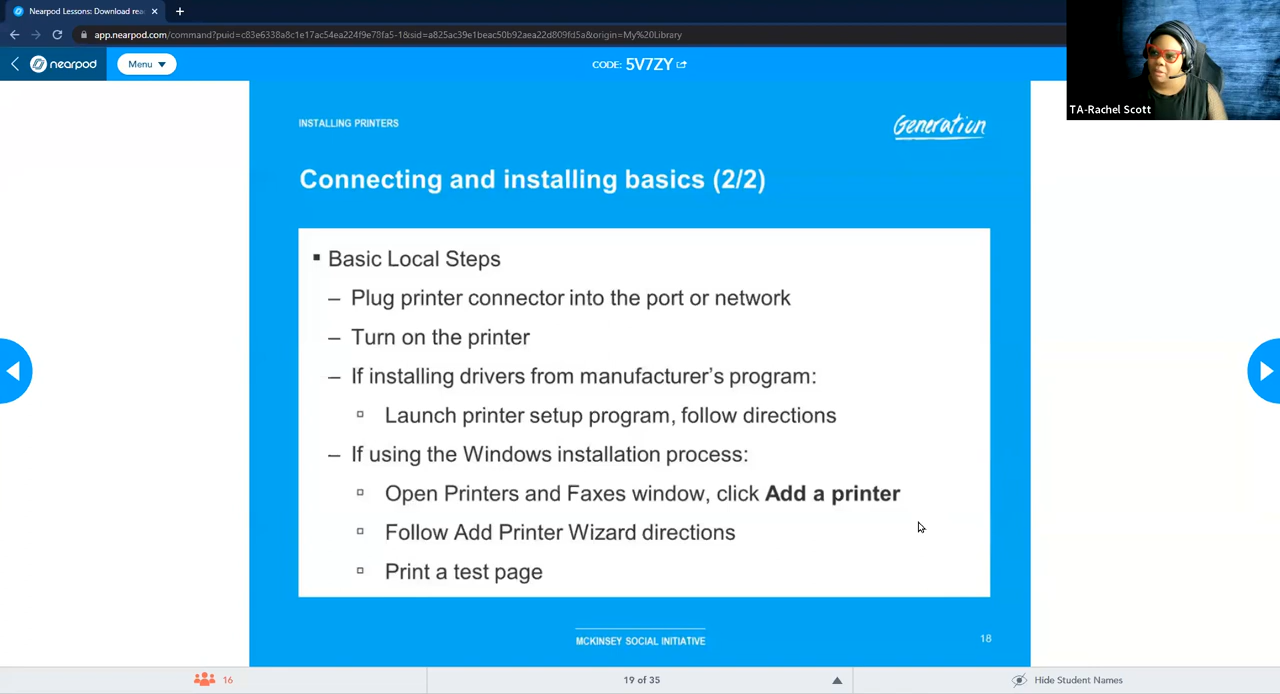 Nearpod Lessons: Download rea
app.nearpod.com/command?puid=c83e6338a8c1e17ac54ea224f9e78fa5-1&sid=a825ac39e1beac50b92aea22d809fd5a&origin=My%20Library
nearpod
Menu
CODE: 5V7ZY
TA-Rachel Scott
INSTALLING PRINTERS
Generation
Connecting and installing basics (2/2)
▪ Basic Local Steps
– Plug printer connector into the port or network
– Turn on the printer
– If installing drivers from manufacturer's program:
▫ Launch printer setup program, follow directions
– If using the Windows installation process:
▫ Open Printers and Faxes window, click Add a printer
▫ Follow Add Printer Wizard directions
▫ Print a test page
MCKINSEY SOCIAL INITIATIVE
18
16
19 of 35
Hide Student Names